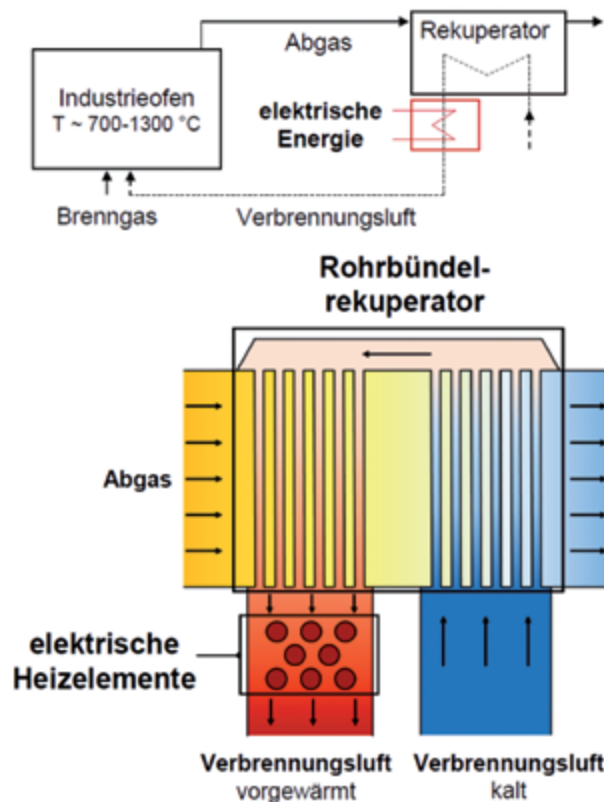 Abgas
Rekuperator
Industrieofen
T ~ 700-1300 °C
elektrische
Energie
Brenngas
Verbrennungsluft
Rohrbündel-
rekuperator
Abgas
elektrische
Heizelemente
Verbrennungsluft
vorgewärmt
Verbrennungsluft
kalt